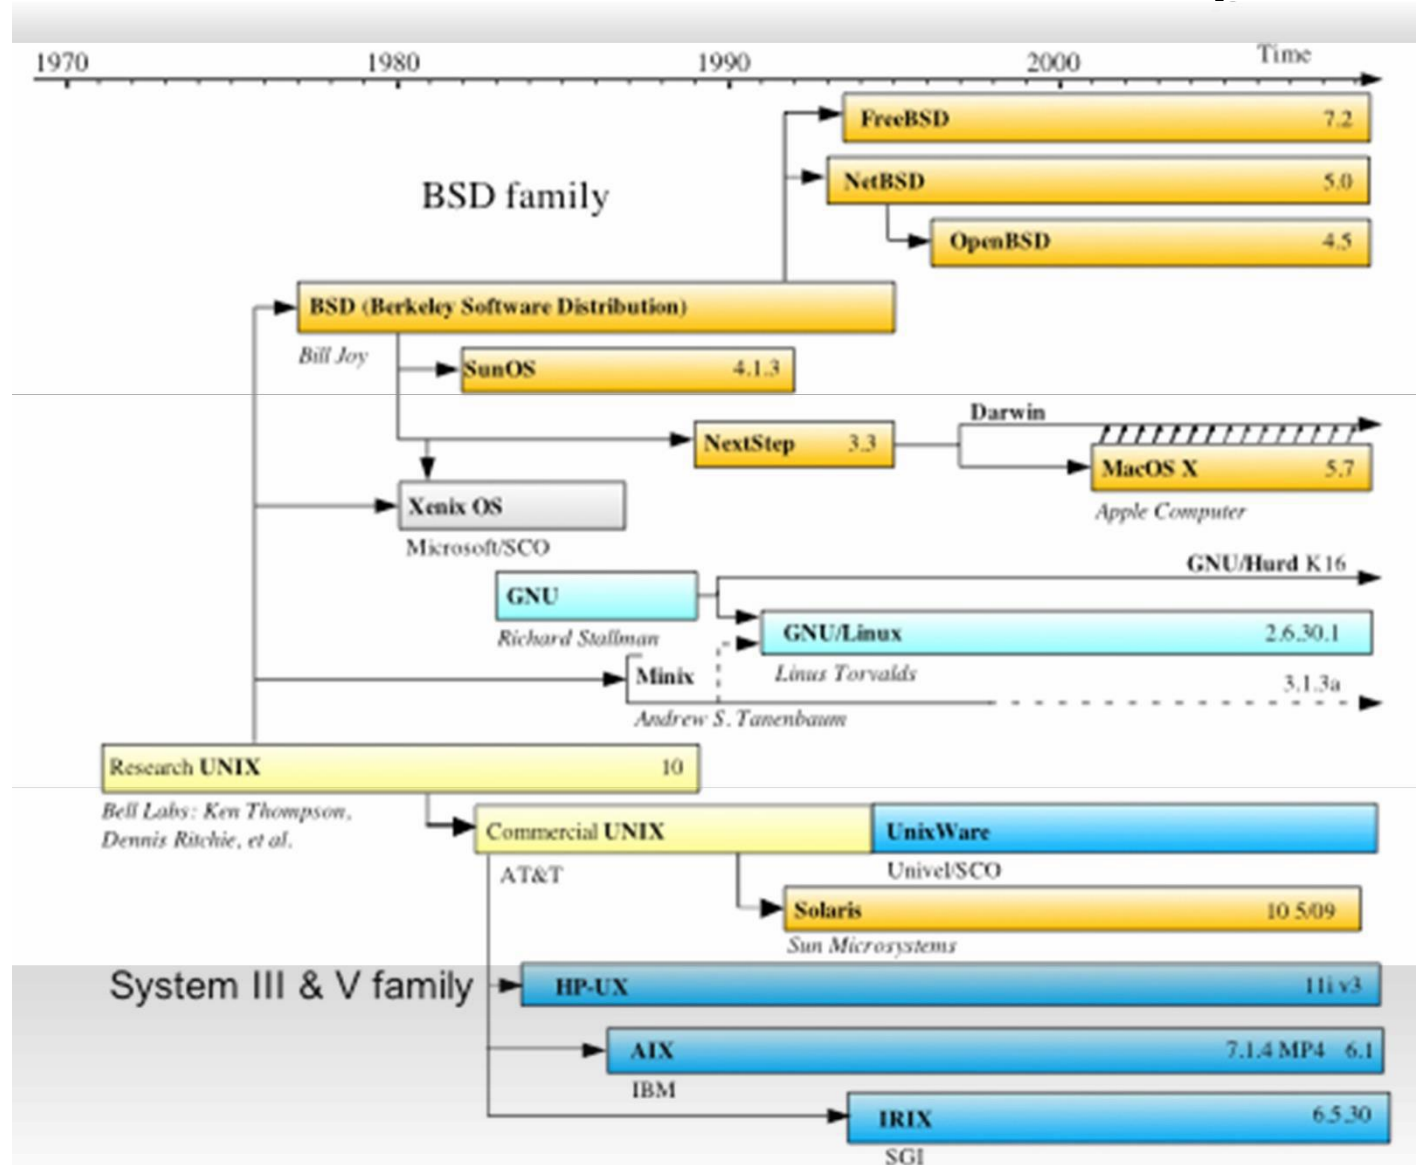 1970 1980 1990 2000 Time
FreeBSD 7.2
BSD family
NetBSD 5.0
OpenBSD 4.5
BSD (Berkeley Software Distribution)
Bill Joy
SunOS 4.1.3
Darwin
NextStep 3.3
MacOS X 5.7
Apple Computer
Xenix OS
Microsoft/SCO
GNU/Hurd K16
GNU
Richard Stallman
GNU/Linux 2.6.30.1
Linus Torvalds
Minix 3.1.3a
Andrew S. Tanenbaum
Research UNIX 10
Bell Labs: Ken Thompson,
Dennis Ritchie, et al.
Commercial UNIX
AT&T
UnixWare
Univel/SCO
Solaris 10 5/09
Sun Microsystems
System III & V family
HP-UX 11i v3
AIX 7.1.4 MP4 6.1
IBM
IRIX 6.5.30
SGI